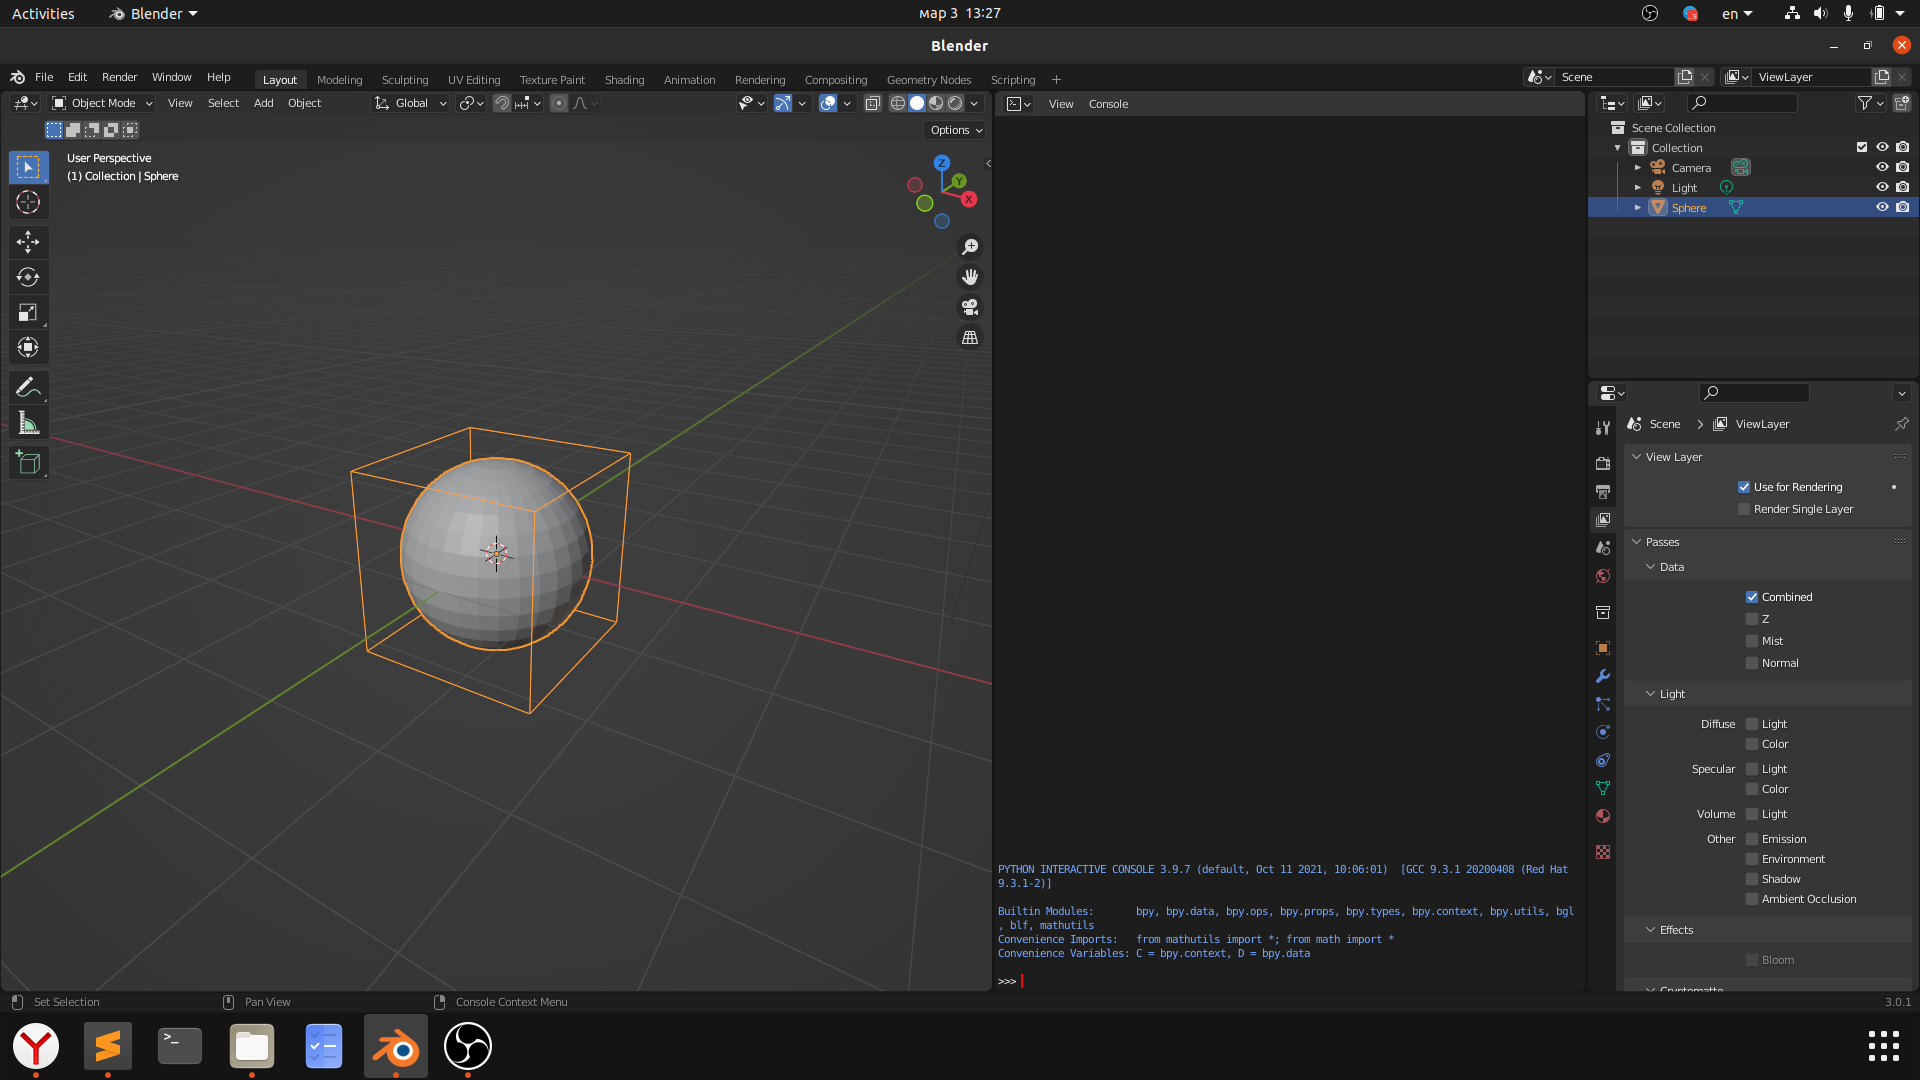 Activities
Blender
мар 3  13:27
en
Blender
File Edit Render Window Help
Layout Modeling Sculpting UV Editing Texture Paint Shading Animation Rendering Compositing Geometry Nodes Scripting
Scene
ViewLayer
Object Mode View Select Add Object
Global
View Console
Options
User Perspective
(1) Collection | Sphere
Z
Y
X
Scene Collection
Collection
Camera
Light
Sphere
Scene
ViewLayer
View Layer
Use for Rendering
Render Single Layer
Passes
Data
Combined
Z
Mist
Normal
Light
Diffuse Light
Color
Specular Light
Color
Volume Light
Other Emission
Environment
Shadow
Ambient Occlusion
Effects
Bloom
Cryptomatte
PYTHON INTERACTIVE CONSOLE 3.9.7 (default, Oct 11 2021, 10:06:01)  [GCC 9.3.1 20200408 (Red Hat
9.3.1-2)]
Builtin Modules:       bpy, bpy.data, bpy.ops, bpy.props, bpy.types, bpy.context, bpy.utils, bgl
, blf, mathutils
Convenience Imports:   from mathutils import *; from math import *
Convenience Variables: C = bpy.context, D = bpy.data
>>>
Set Selection
Pan View
Console Context Menu
3.0.1
>_